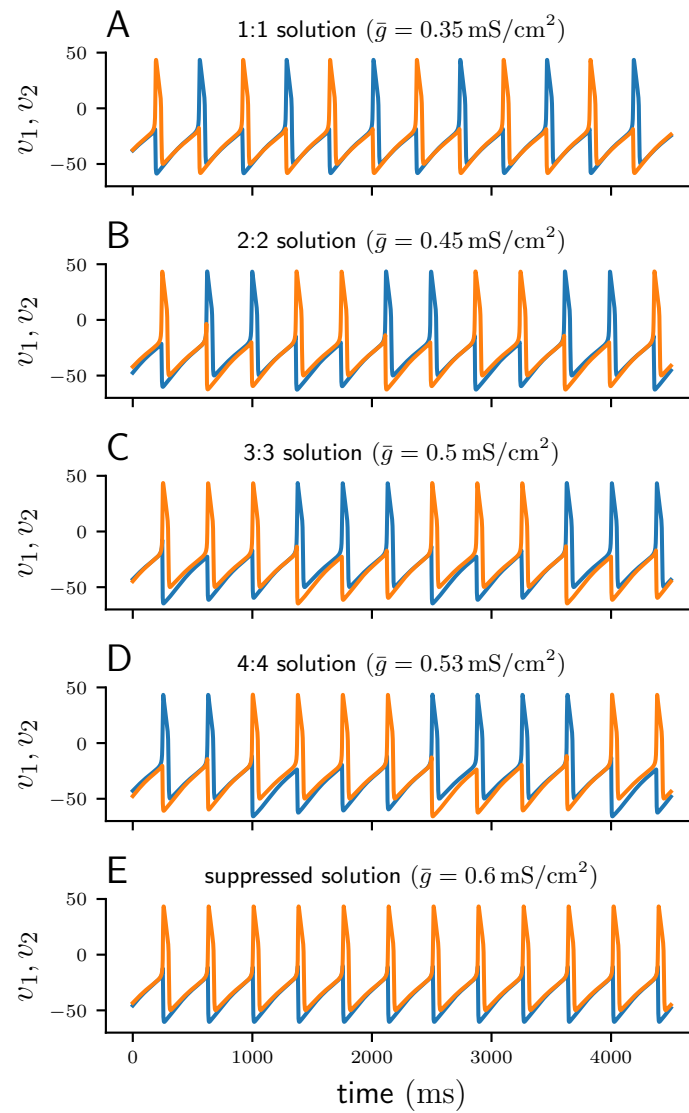 A
1:1 solution (ḡ = 0.35 mS/cm²)
50
0
−50
v₁, v₂
B
2:2 solution (ḡ = 0.45 mS/cm²)
50
0
−50
v₁, v₂
C
3:3 solution (ḡ = 0.5 mS/cm²)
50
0
−50
v₁, v₂
D
4:4 solution (ḡ = 0.53 mS/cm²)
50
0
−50
v₁, v₂
E
suppressed solution (ḡ = 0.6 mS/cm²)
50
0
−50
v₁, v₂
0 1000 2000 3000 4000
time (ms)